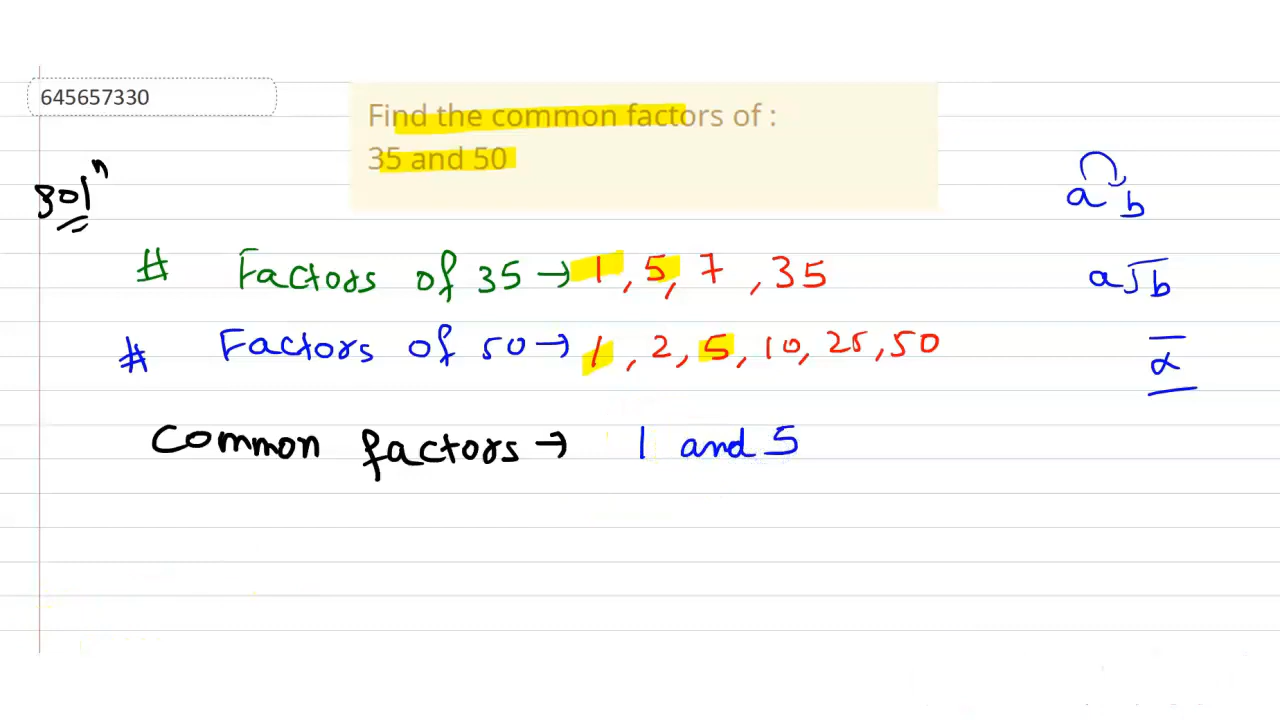 645657330
Find the common factors of :
35 and 50
Solⁿ
a b
# Factors of 35 → 1, 5, 7, 35
a√b
# Factors of 50 → 1, 2, 5, 10, 25, 50
α
Common factors → 1 and 5